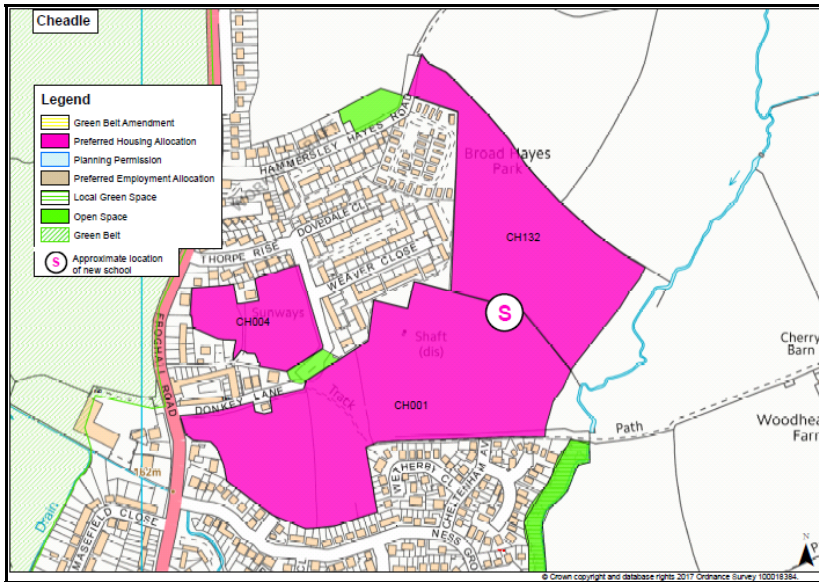 Cheadle
Legend
Green Belt Amendment
Preferred Housing Allocation
Planning Permission
Preferred Employment Allocation
Local Green Space
Open Space
Green Belt
S
Approximate location
of new school
HAMMERSLEY HAYES ROAD
Broad Hayes
Park
CH132
DOVEDALE CL
THORPE RISE
WEAVER CLOSE
Sunways
CH004
S
Shaft
(dis)
FROGHALL ROAD
Cherry
Barn
DONKEY LANE
CH001
Track
Path
Woodhea
Farm
162m
WEATHERBY CL
CHELTENHAM AV
Drain
MASEFIELD CLOSE
NESS GRO
CL
N
P
© Crown copyright and database rights 2017 Ordnance Survey 100018384.